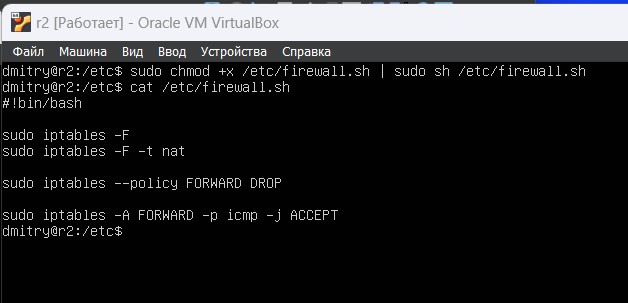 r2 [Работает] - Oracle VM VirtualBox
Файл Машина Вид Ввод Устройства Справка
dmitry@r2:/etc$ sudo chmod +x /etc/firewall.sh | sudo sh /etc/firewall.sh
dmitry@r2:/etc$ cat /etc/firewall.sh
#!bin/bash
sudo iptables -F
sudo iptables -F -t nat
sudo iptables --policy FORWARD DROP
sudo iptables -A FORWARD -p icmp -j ACCEPT
dmitry@r2:/etc$